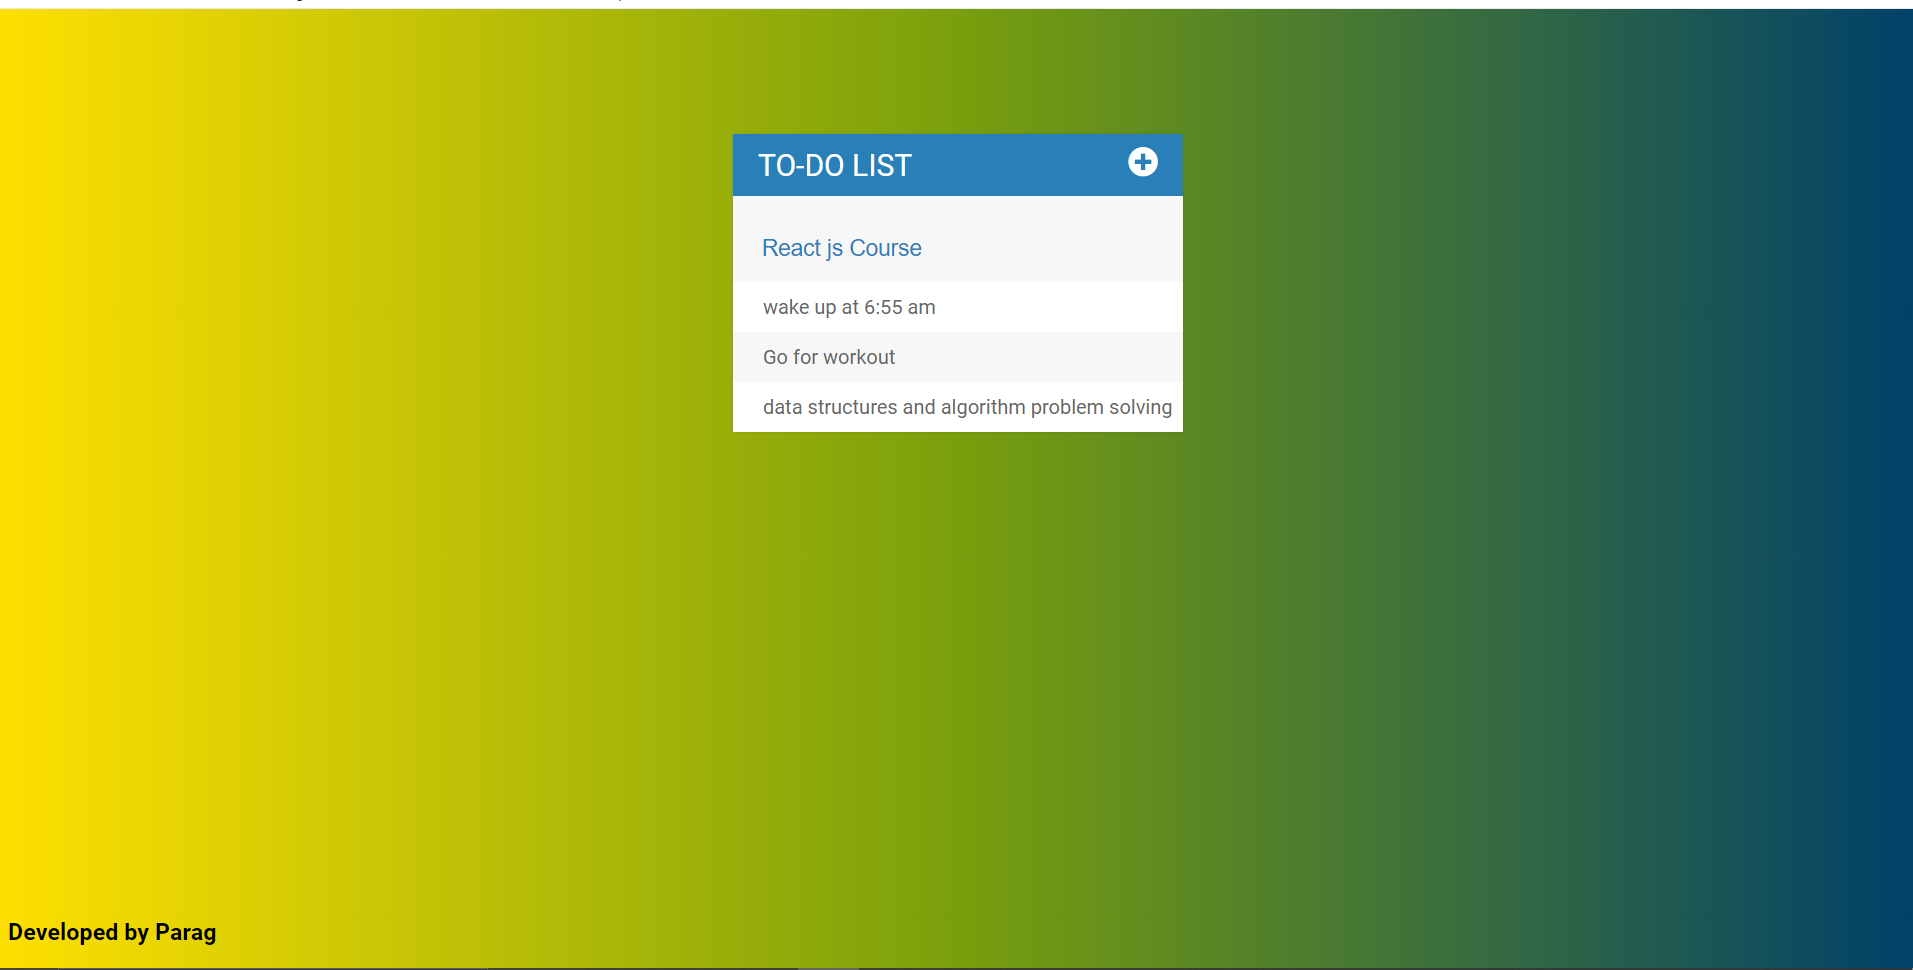 TO-DO LIST
React js Course
wake up at 6:55 am
Go for workout
data structures and algorithm problem solving
Developed by Parag